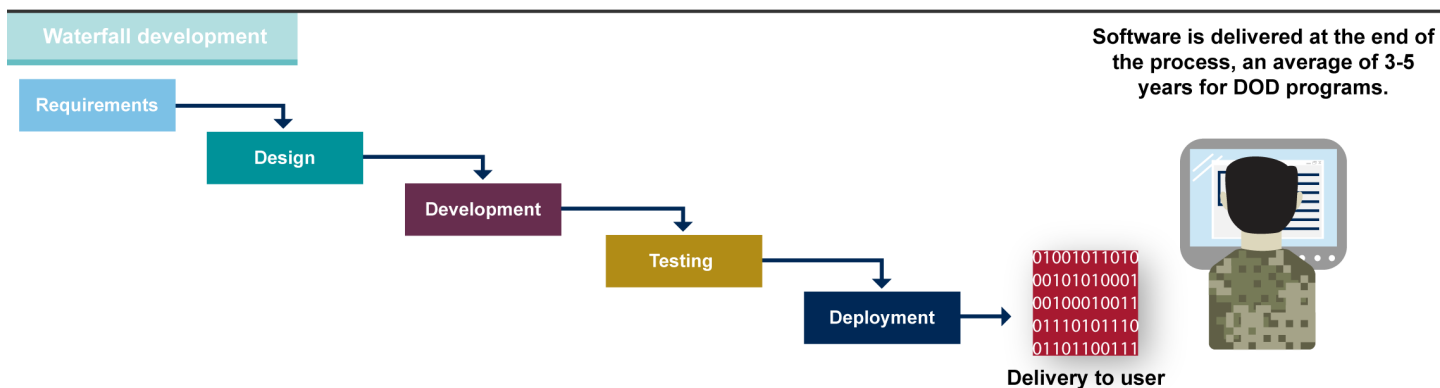 Waterfall development
Software is delivered at the end of
the process, an average of 3-5
years for DOD programs.
Requirements
Design
Development
Testing
Deployment
01001011010
00101010001
00100010011
01110101110
01101100111
Delivery to user